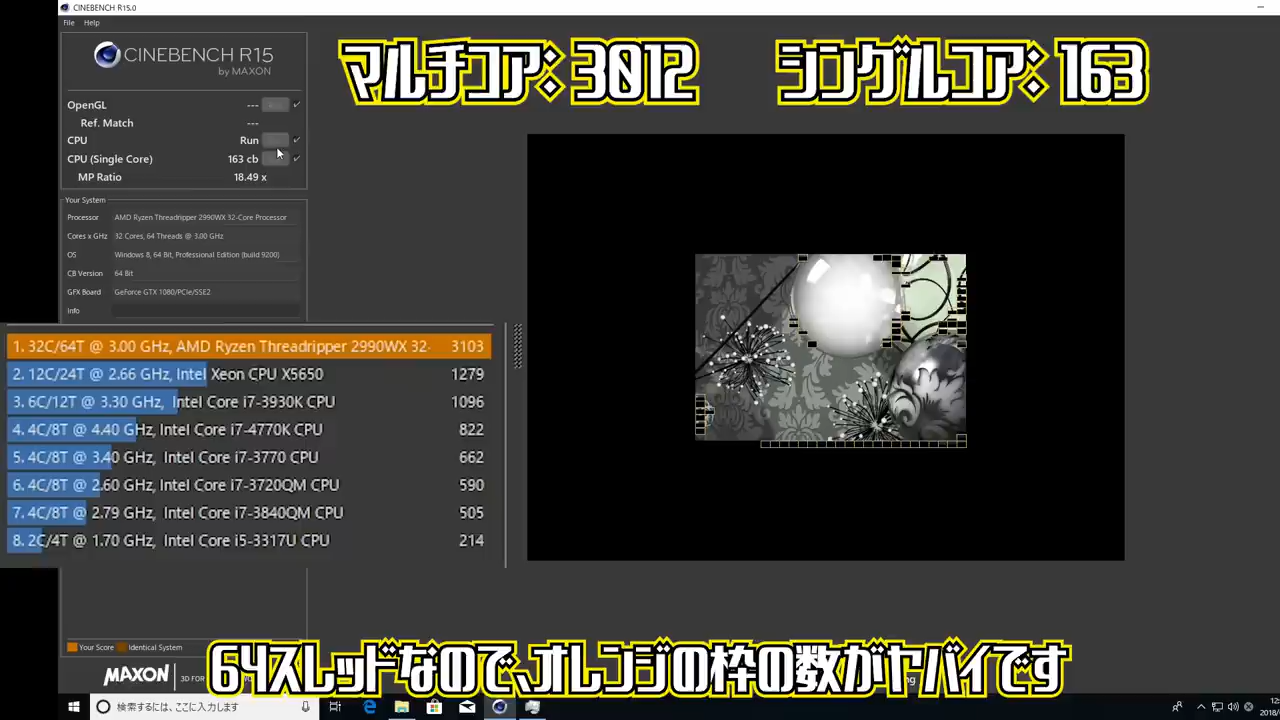 CINEBENCH R15.0
File Help
マルチコア：3012 シングルコア：163
CINEBENCH R15
by MAXON
OpenGL ---
Ref. Match ---
CPU Run
CPU (Single Core) 163 cb
MP Ratio 18.49 x
Your System
Processor AMD Ryzen Threadripper 2990WX 32-Core Processor
Cores x GHz 32 Cores, 64 Threads @ 3.00 GHz
OS Windows 8, 64 Bit, Professional Edition (build 9200)
CB Version 64 Bit
GFX Board GeForce GTX 1080/PCIe/SSE2
Info
1. 32C/64T @ 3.00 GHz, AMD Ryzen Threadripper 2990WX 32- 3103
2. 12C/24T @ 2.66 GHz, Intel Xeon CPU X5650 1279
3. 6C/12T @ 3.30 GHz, Intel Core i7-3930K CPU 1096
4. 4C/8T @ 4.40 GHz, Intel Core i7-4770K CPU 822
5. 4C/8T @ 3.40 GHz, Intel Core i7-3770 CPU 662
6. 4C/8T @ 2.60 GHz, Intel Core i7-3720QM CPU 590
7. 4C/8T @ 2.79 GHz, Intel Core i7-3840QM CPU 505
8. 2C/4T @ 1.70 GHz, Intel Core i5-3317U CPU 214
Your Score Identical System
64スレッドなので、オレンジの枠の数がヤバイです
MAXON 3D FOR
検索するには、ここに入力します